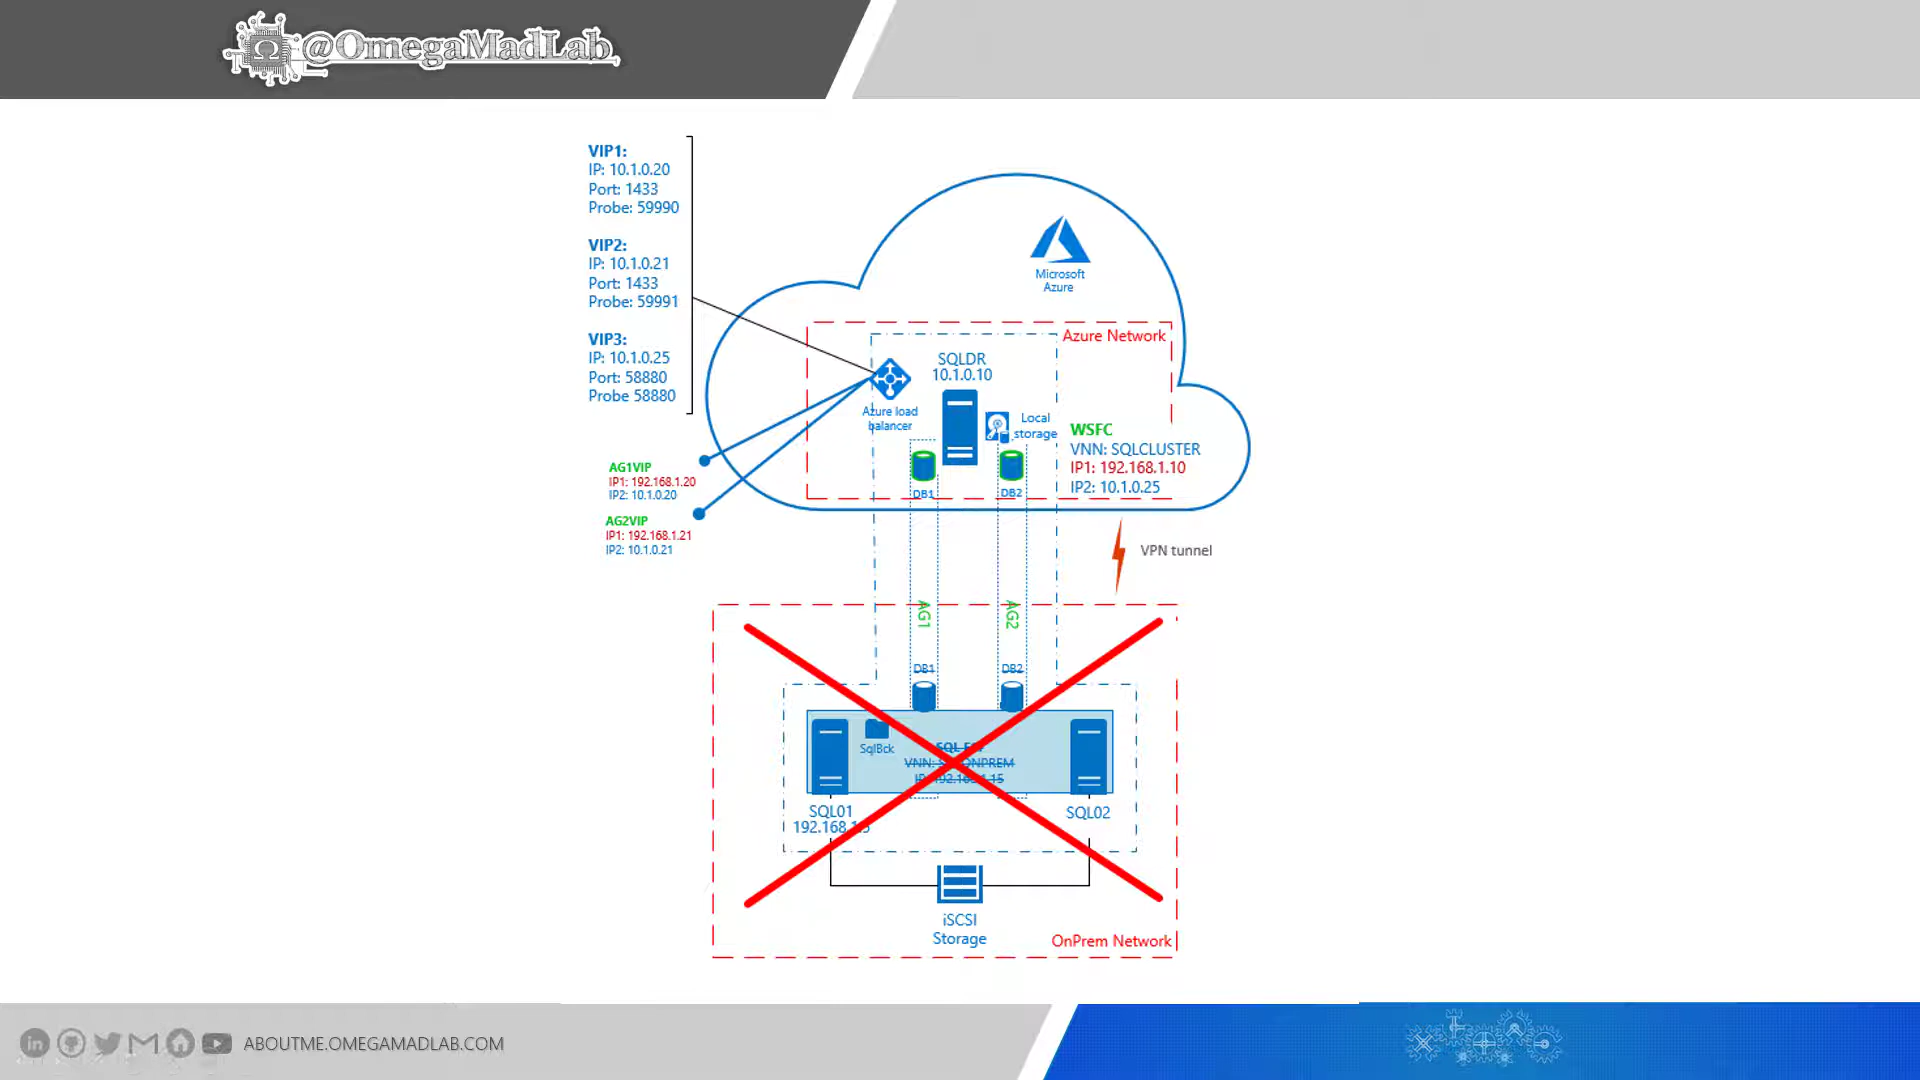 @OmegaMadLab
VIP1:
IP: 10.1.0.20
Port: 1433
Probe: 59990
VIP2:
IP: 10.1.0.21
Port: 1433
Probe: 59991
VIP3:
IP: 10.1.0.25
Port: 58880
Probe 58880
Microsoft
Azure
Azure Network
SQLDR
10.1.0.10
Azure load
balancer
Local
storage
WSFC
VNN: SQLCLUSTER
IP1: 192.168.1.10
IP2: 10.1.0.25
DB1
DB2
AG1VIP
IP1: 192.168.1.20
IP2: 10.1.0.20
AG2VIP
IP1: 192.168.1.21
IP2: 10.1.0.21
VPN tunnel
AG1
AG2
DB1
DB2
SqlBck
SQL
VNN:
IP:
SQL01
SQL02
iSCSI
Storage
OnPrem Network
in
ABOUTME.OMEGAMADLAB.COM